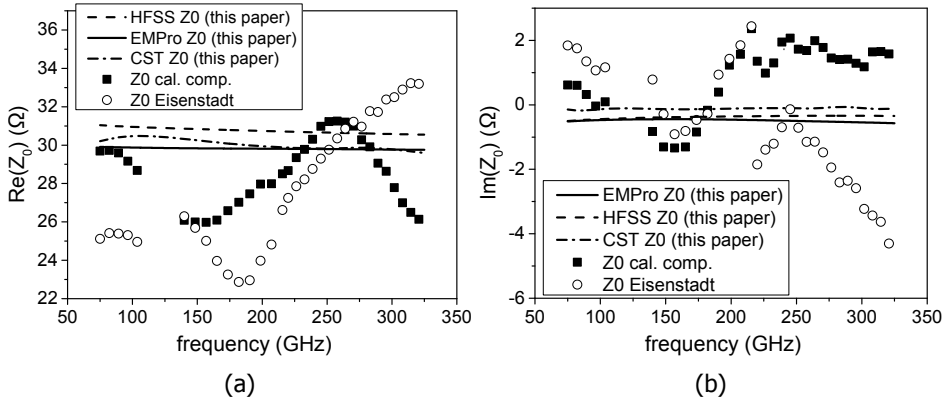 36
34
32
30
28
26
24
22
Re(Z0) (Ω)
HFSS Z0 (this paper)
EMPro Z0 (this paper)
CST Z0 (this paper)
Z0 cal. comp.
Z0 Eisenstadt
50 100 150 200 250 300 350
frequency (GHz)
(a)
2
0
-2
-4
-6
Im(Z0) (Ω)
EMPro Z0 (this paper)
HFSS Z0 (this paper)
CST Z0 (this paper)
Z0 cal. comp.
Z0 Eisenstadt
50 100 150 200 250 300 350
frequency (GHz)
(b)